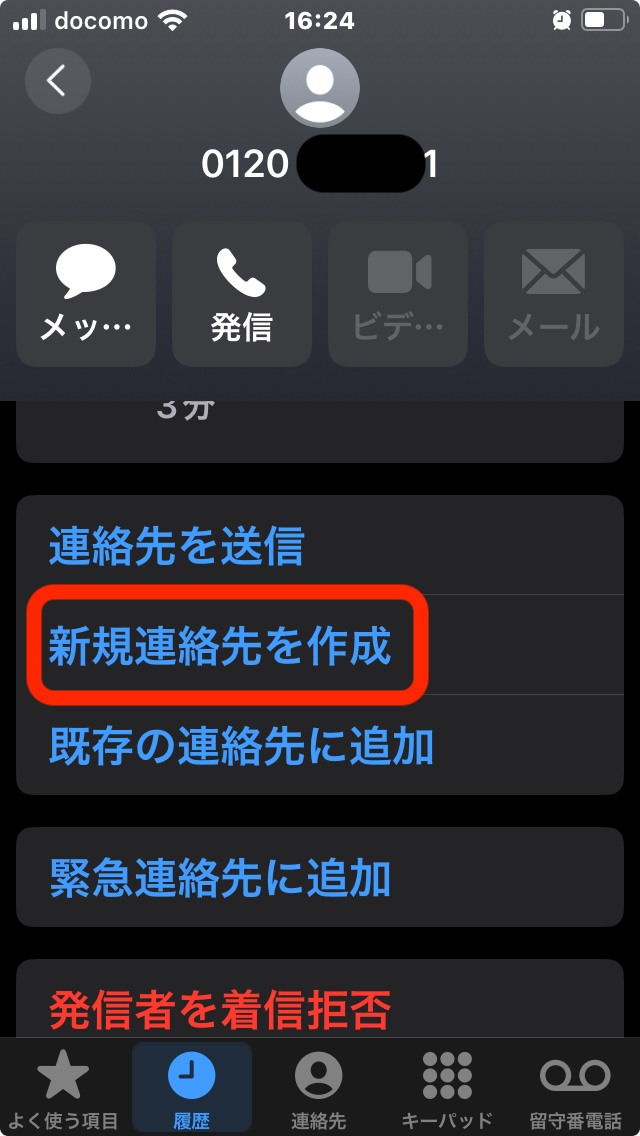 docomo 16:24
0120 1
メッ… 発信 ビデ… メール
3分
連絡先を送信
新規連絡先を作成
既存の連絡先に追加
緊急連絡先に追加
発信者を着信拒否
よく使う項目 履歴 連絡先 キーパッド 留守番電話